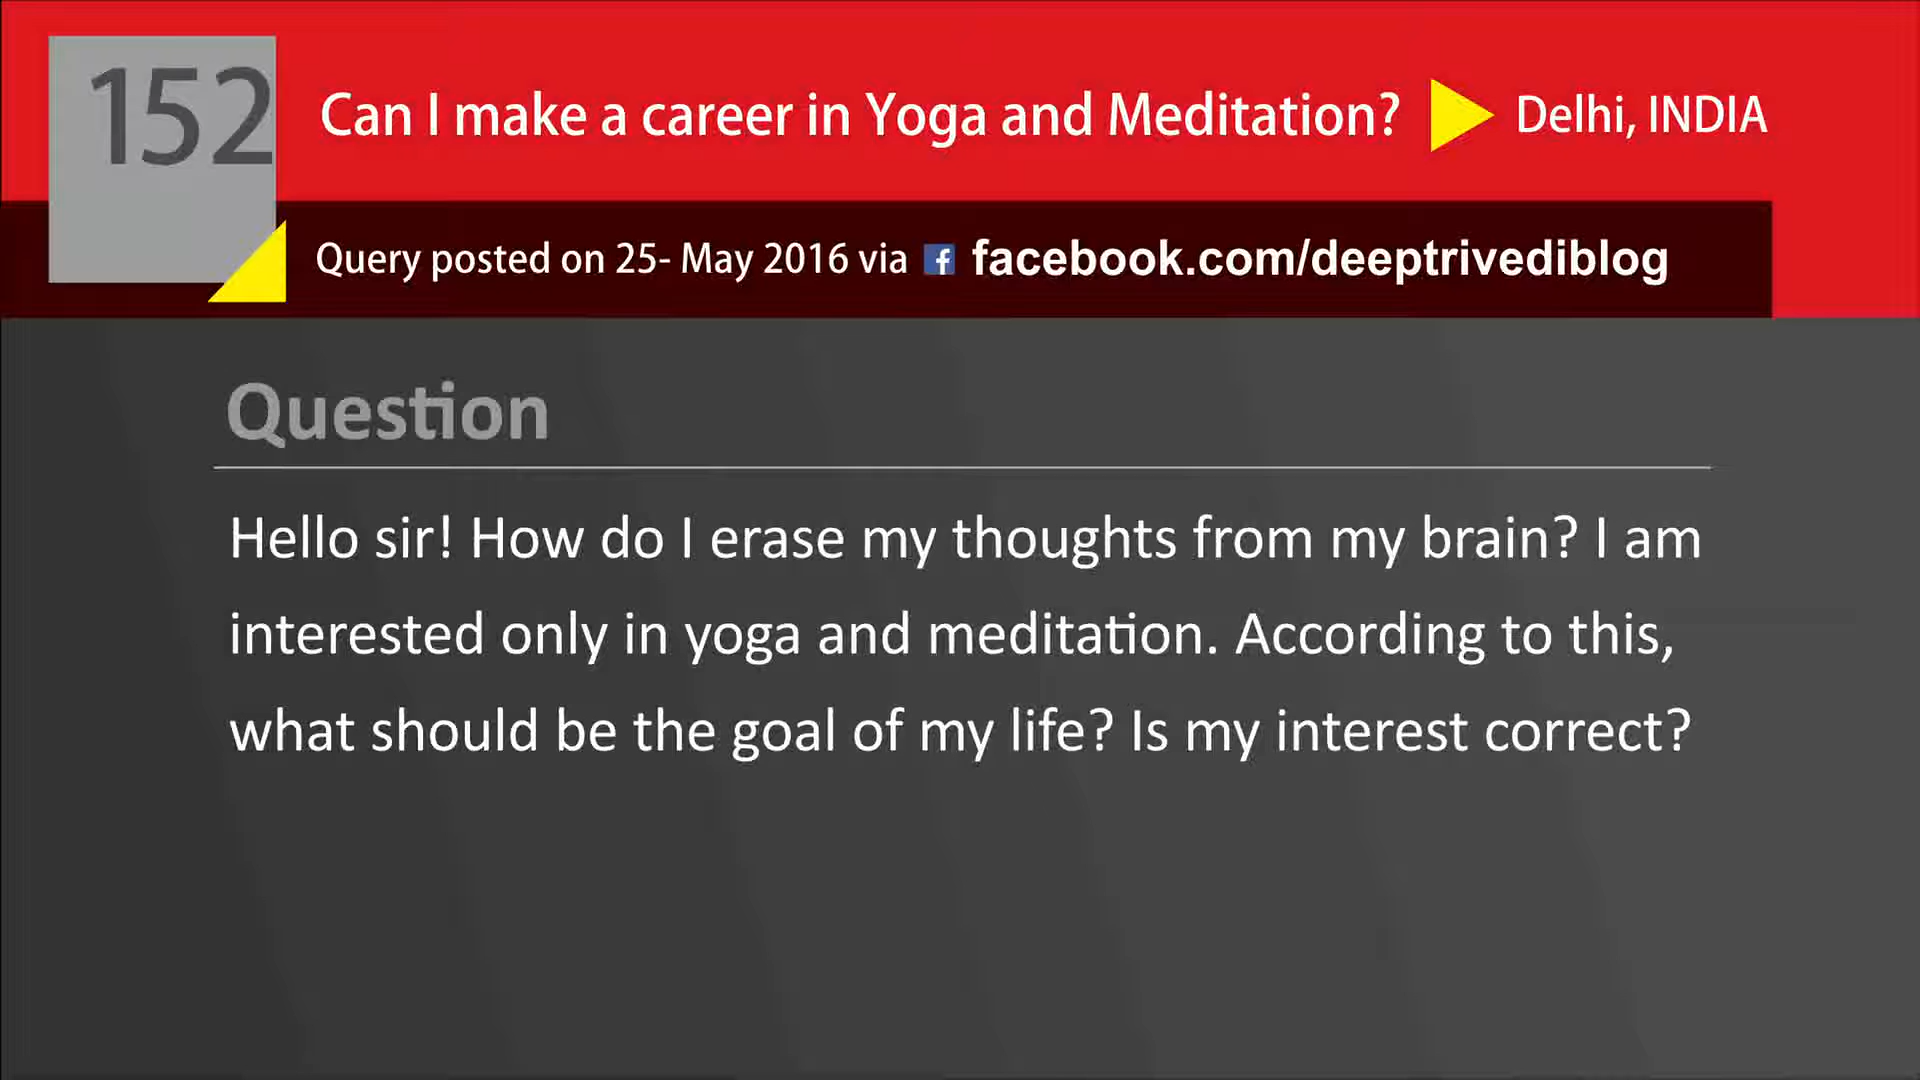 152
Can I make a career in Yoga and Meditation? Delhi, INDIA
Query posted on 25- May 2016 via facebook.com/deeptrivediblog
Question
Hello sir! How do I erase my thoughts from my brain? I am
interested only in yoga and meditation. According to this,
what should be the goal of my life? Is my interest correct?